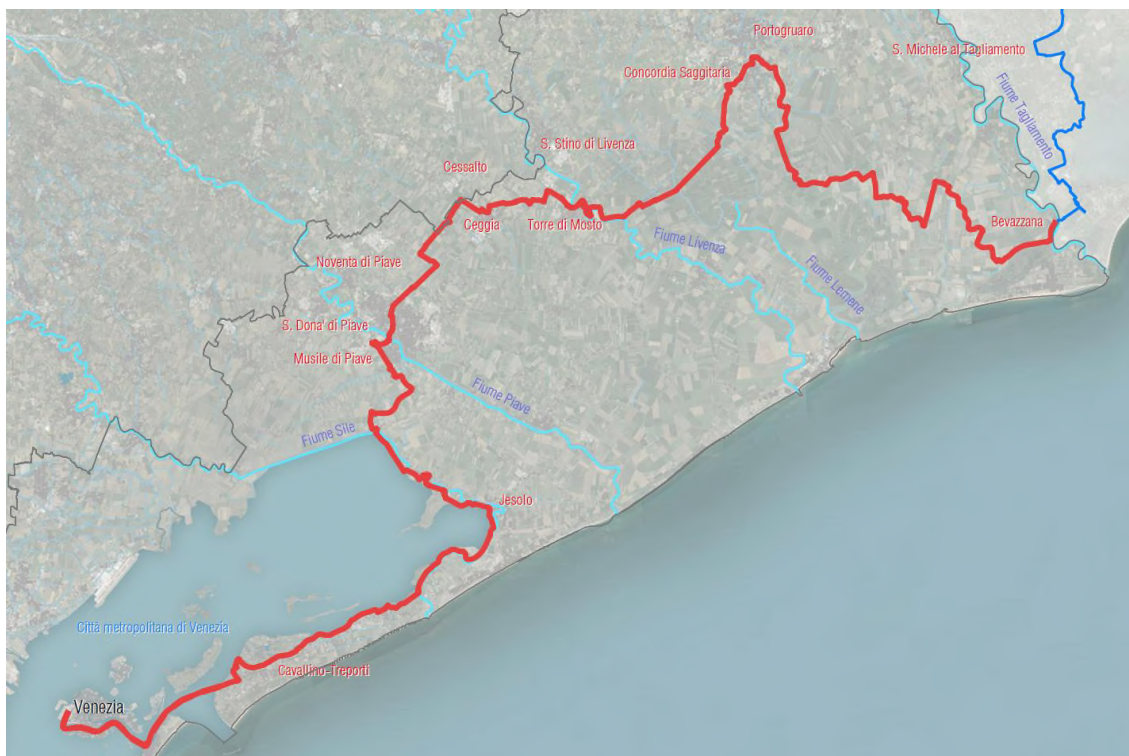 Portogruaro
S. Michele al Tagliamento
Concordia Saggitaria
Fiume Tagliamento
S. Stino di Livenza
Cessalto
Ceggia
Torre di Mosto
Bevazzana
Fiume Livenza
Noventa di Piave
Fiume Lemene
S. Dona' di Piave
Musile di Piave
Fiume Piave
Fiume Sile
Jesolo
Città metropolitana di Venezia
Cavallino-Treporti
Venezia